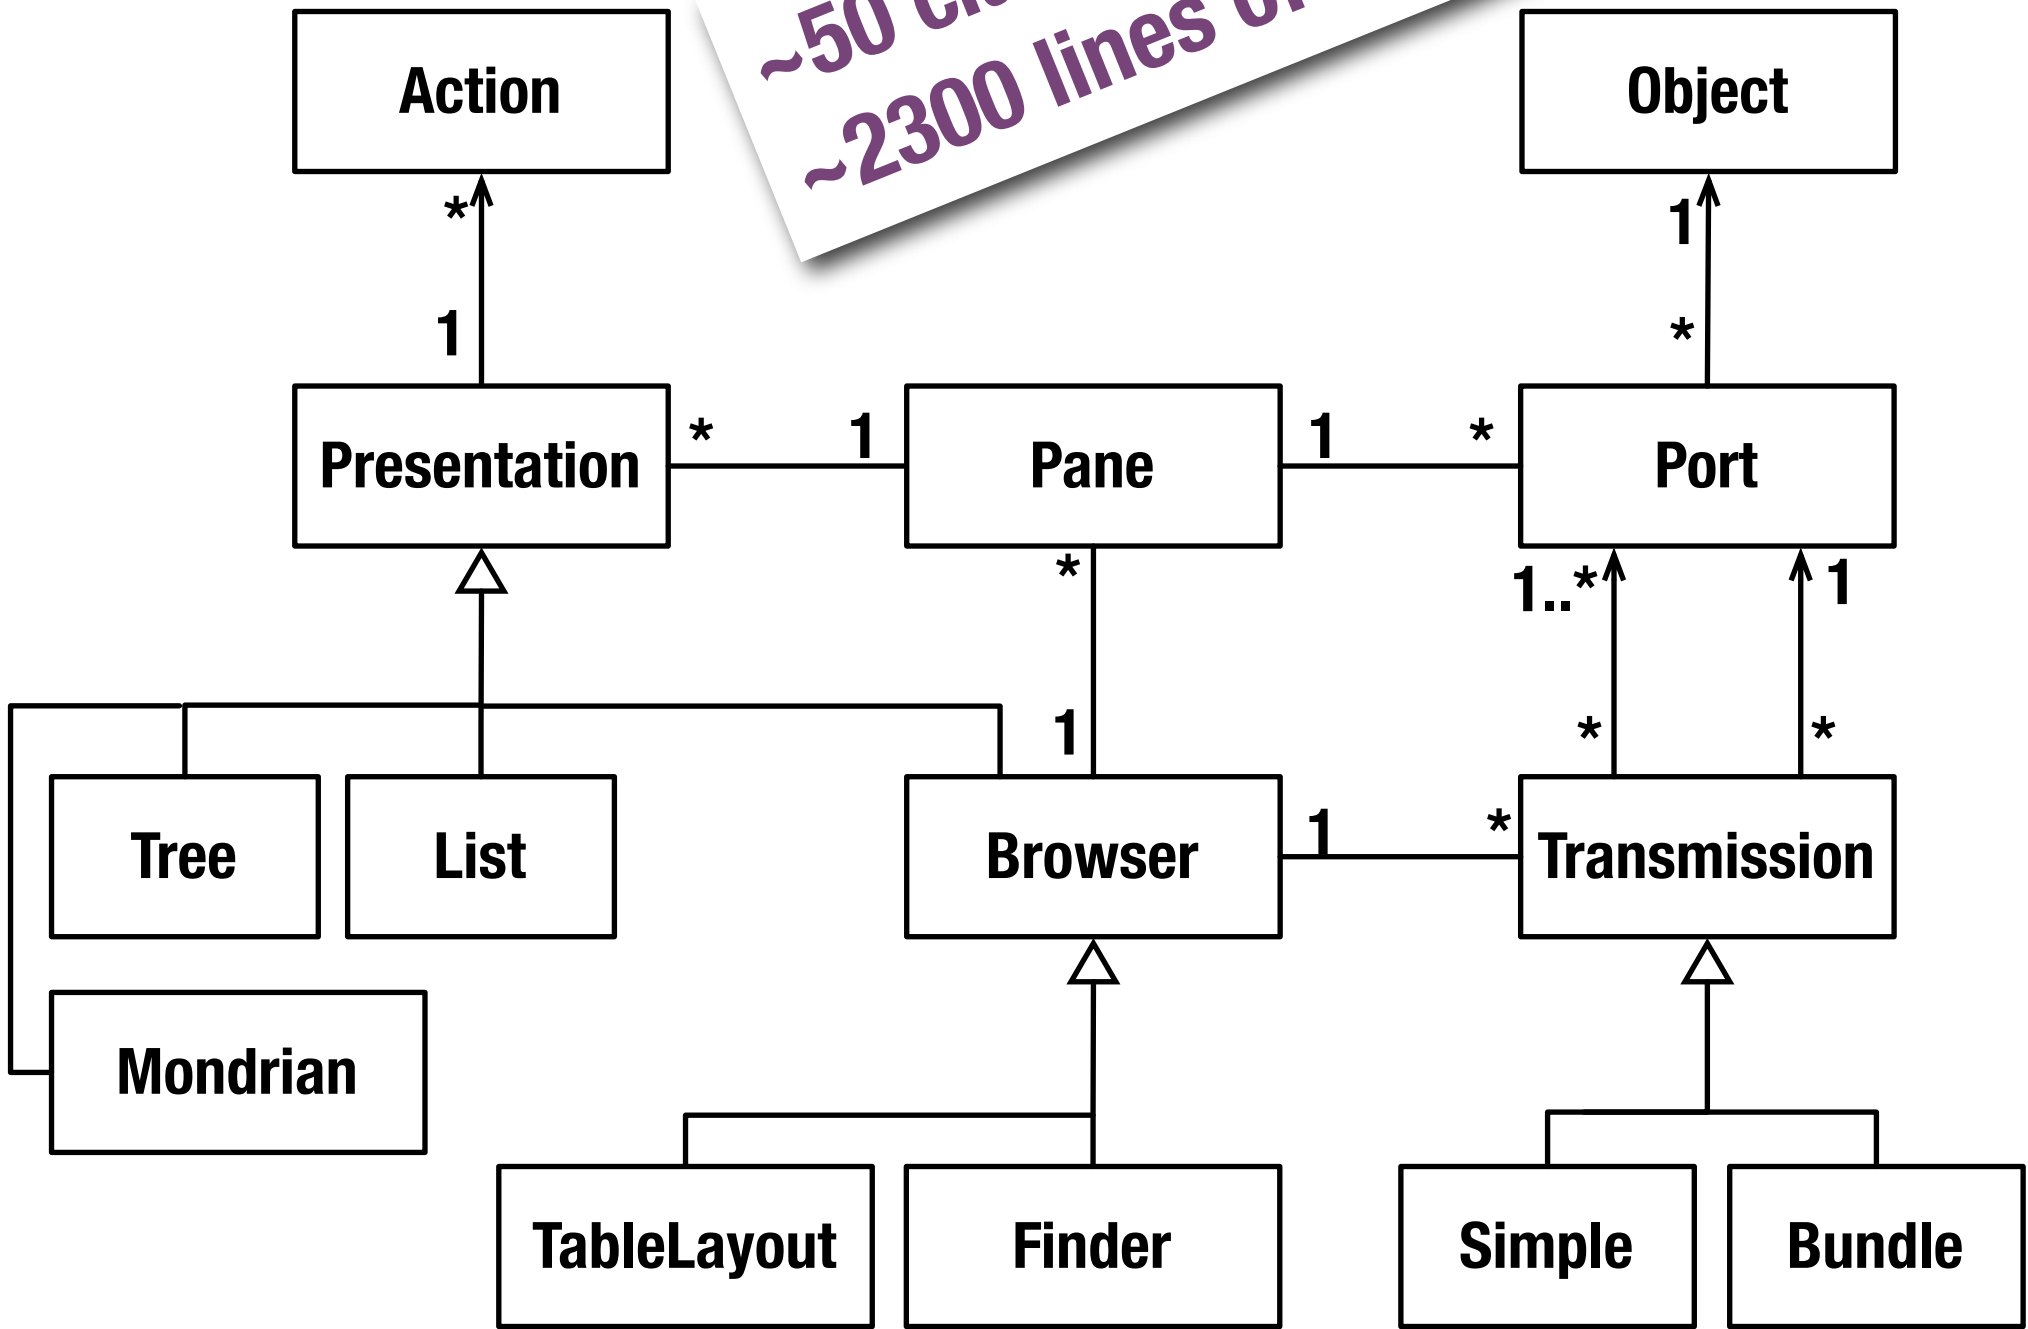 ~50
~2300 lines
Action
Object
*
1
1
*
Presentation
*
1
Pane
1
*
Port
*
1..*
1
1
*
*
Tree
List
Browser
1
*
Transmission
Mondrian
TableLayout
Finder
Simple
Bundle